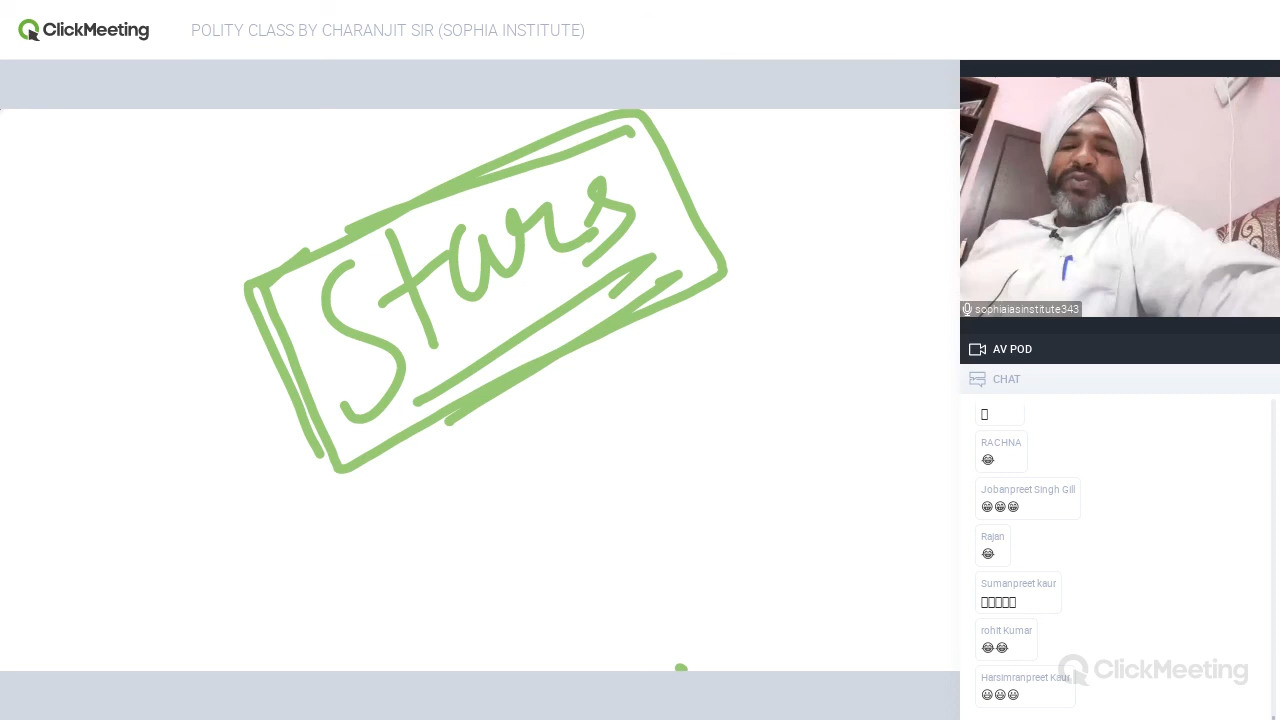 ClickMeeting
POLITY CLASS BY CHARANJIT SIR (SOPHIA INSTITUTE)
Stars
sophiaiasinstitute343
AV POD
CHAT
RACHNA
😂
Jobanpreet Singh Gill
😁😁😁
Rajan
😂
Sumanpreet kaur
rohit Kumar
😂😂
Harsimranpreet Kaur
😃😃😃
ClickMeeting